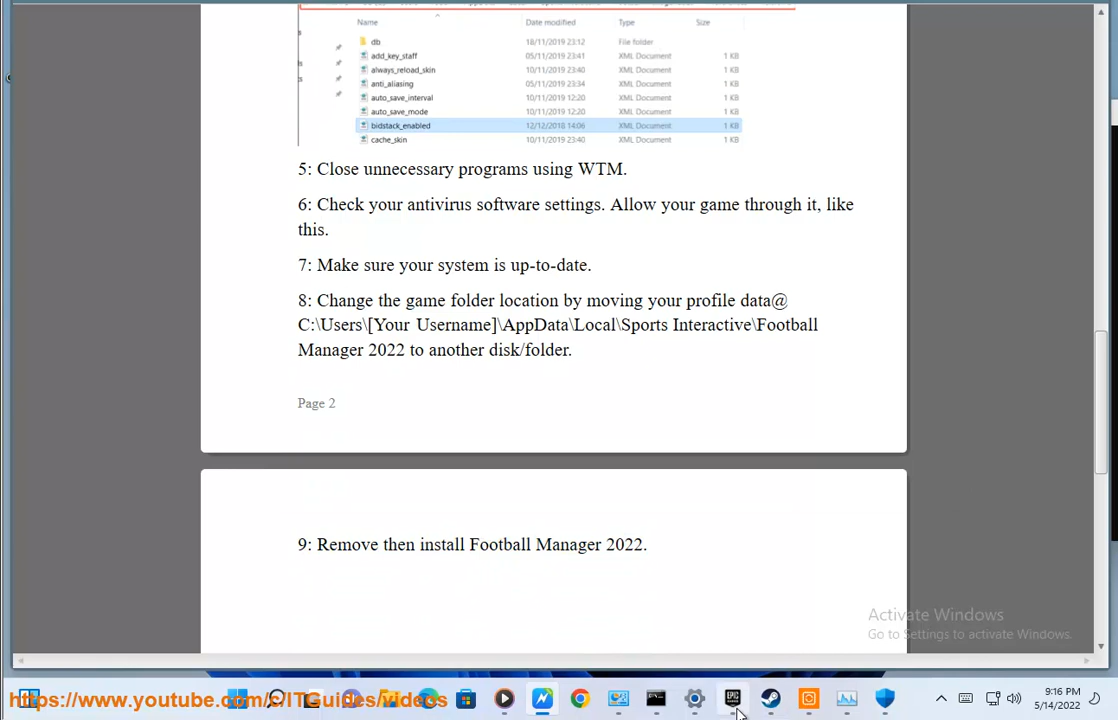 Name Date modified Type Size
db 18/11/2019 23:12 File folder
add_key_staff 05/11/2019 23:41 XML Document 1 KB
always_reload_skin 10/11/2019 23:40 XML Document 1 KB
anti_aliasing 05/11/2019 23:34 XML Document 1 KB
auto_save_interval 10/11/2019 12:20 XML Document 1 KB
auto_save_mode 10/11/2019 12:20 XML Document 1 KB
bidstack_enabled 12/12/2018 14:06 XML Document 1 KB
cache_skin 10/11/2019 23:40 XML Document 1 KB
5: Close unnecessary programs using WTM.
6: Check your antivirus software settings. Allow your game through it, like
this.
7: Make sure your system is up-to-date.
8: Change the game folder location by moving your profile data@
C:\Users\[Your Username]\AppData\Local\Sports Interactive\Football
Manager 2022 to another disk/folder.
Page 2
9: Remove then install Football Manager 2022.
Activate Windows
Go to Settings to activate Windows.
https://www.youtube.com/c/ITGuides/videos
EPIC
9:16 PM
5/14/2022